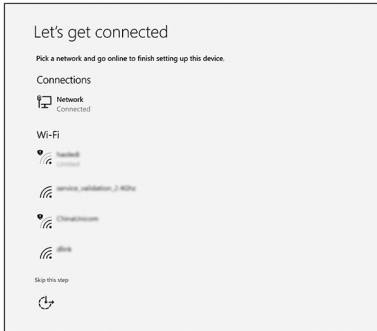 Let's get connected
Pick a network and go online to finish setting up this device.
Connections
Network
Connected
Wi-Fi
Limited
service_validation_2.4Ghz
ChinaUnicom
dlink
Skip this step